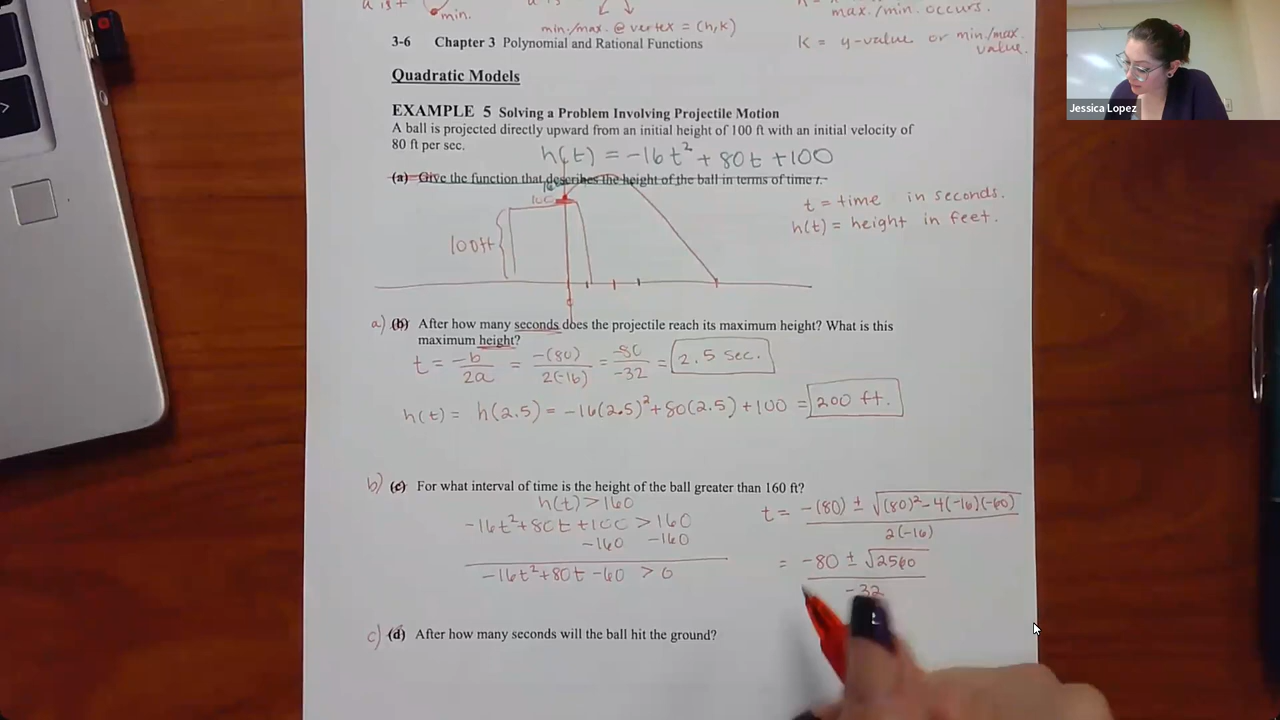 min.
min./max. @ vertex = (h,k)
max./min. occurs.
k = y-value or min./max.
value.
3-6 Chapter 3 Polynomial and Rational Functions
Jessica Lopez
Quadratic Models
EXAMPLE 5 Solving a Problem Involving Projectile Motion
A ball is projected directly upward from an initial height of 100 ft with an initial velocity of
80 ft per sec.
h(t) = -16t² + 80t + 100
(a) Give the function that describes the height of the ball in terms of time t.
t = time in seconds.
h(t) = height in feet.
100
100ft
a) (b) After how many seconds does the projectile reach its maximum height? What is this
maximum height?
t = -b/2a = -(80)/2(-16) = -80/-32 = 2.5 sec.
h(t) = h(2.5) = -16(2.5)² + 80(2.5) + 100 = 200 ft.
b) (c) For what interval of time is the height of the ball greater than 160 ft?
h(t) > 160
-16t² + 80t + 100 > 160
-160 -160
-16t² + 80t - 60 > 0
t = -(80) ± √(80)² - 4(-16)(-60)
2(-16)
= -80 ± √2560
-32
c) (d) After how many seconds will the ball hit the ground?